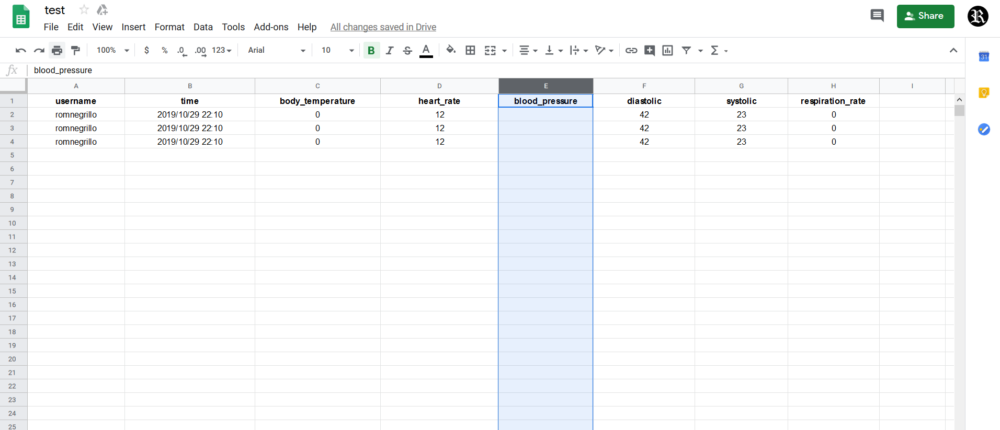 test
File Edit View Insert Format Data Tools Add-ons Help All changes saved in Drive
Share
R
100% $ % .0 .00 123 Arial 10 B I S A Σ
31
fx blood_pressure
A B C D E F G H I
1 username time body_temperature heart_rate blood_pressure diastolic systolic respiration_rate
2 romnegrillo 2019/10/29 22:10 0 12 42 23 0
3 romnegrillo 2019/10/29 22:10 0 12 42 23 0
4 romnegrillo 2019/10/29 22:10 0 12 42 23 0
5
6
7
8
9
10
11
12
13
14
15
16
17
18
19
20
21
22
23
24
25